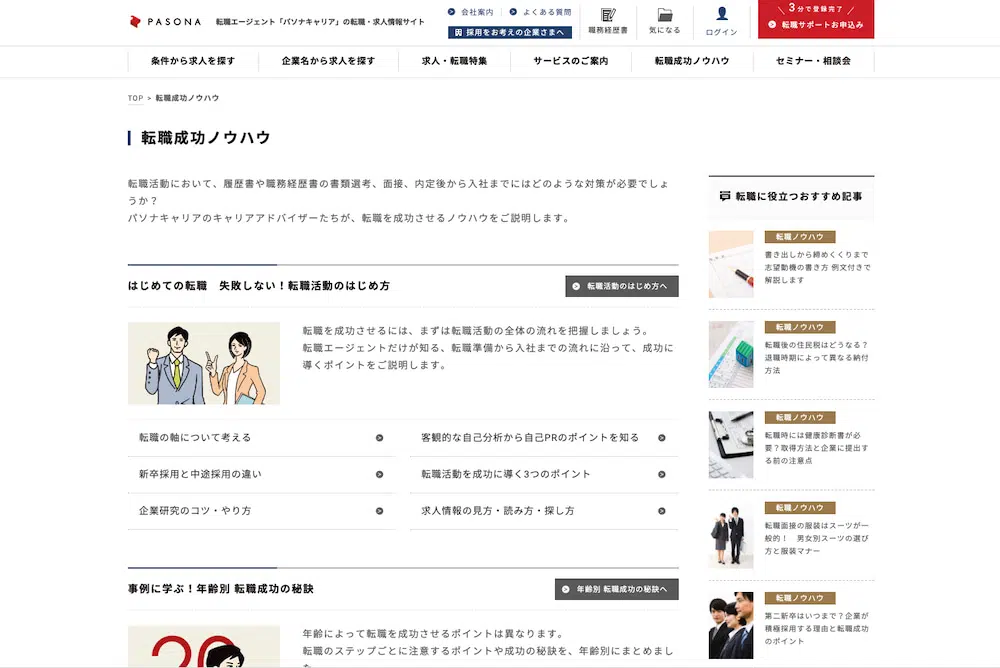 PASONA
転職エージェント「パソナキャリア」の転職・求人情報サイト
会社案内
よくある質問
採用をお考えの企業さまへ
職務経歴書
気になる
ログイン
3分で登録完了
転職サポートお申込み
条件から求人を探す
企業名から求人を探す
求人・転職特集
サービスのご案内
転職成功ノウハウ
セミナー・相談会
TOP > 転職成功ノウハウ
転職成功ノウハウ
転職活動において、履歴書や職務経歴書の書類選考、面接、内定後から入社までにはどのような対策が必要でしょ
うか？
パソナキャリアのキャリアアドバイザーたちが、転職を成功させるノウハウをご説明します。
はじめての転職　失敗しない！転職活動のはじめ方
転職活動のはじめ方へ
転職を成功させるには、まずは転職活動の全体の流れを把握しましょう。
転職エージェントだけが知る、転職準備から入社までの流れに沿って、成功に
導くポイントをご説明します。
転職の軸について考える
客観的な自己分析から自己PRのポイントを知る
新卒採用と中途採用の違い
転職活動を成功に導く3つのポイント
企業研究のコツ・やり方
求人情報の見方・読み方・探し方
事例に学ぶ！年齢別 転職成功の秘訣
年齢別 転職成功の秘訣へ
20
年齢によって転職を成功させるポイントは異なります。
転職のステップごとに注意するポイントや成功の秘訣を、年齢別にまとめまし
た
転職に役立つおすすめ記事
転職ノウハウ
書き出しから締めくくりまで
志望動機の書き方 例文付きで
解説します
転職ノウハウ
転職後の住民税はどうなる？
退職時期によって異なる納付
方法
転職ノウハウ
転職時には健康診断書が必
要？取得方法と企業に提出す
る前の注意点
転職ノウハウ
転職面接の服装はスーツが一
般的！　男女別スーツの選び
方と服装マナー
転職ノウハウ
第二新卒はいつまで？企業が
積極採用する理由と転職成功
のポイント